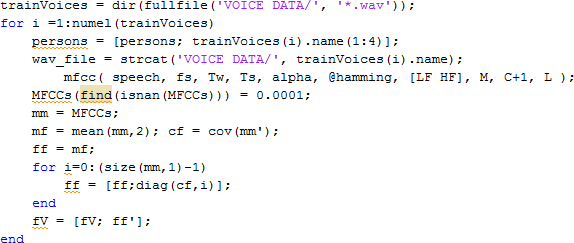 trainVoices = dir(fullfile('VOICE DATA/', '*.wav'));
for i =1:numel(trainVoices)
persons = [persons; trainVoices(i).name(1:4)];
wav_file = strcat('VOICE DATA/', trainVoices(i).name);
mfcc( speech, fs, Tw, Ts, alpha, @hamming, [LF HF], M, C+1, L );
MFCCs(find(isnan(MFCCs))) = 0.0001;
mm = MFCCs;
mf = mean(mm,2); cf = cov(mm');
ff = mf;
for i=0:(size(mm,1)-1)
ff = [ff;diag(cf,i)];
end
fV = [fV; ff'];
end